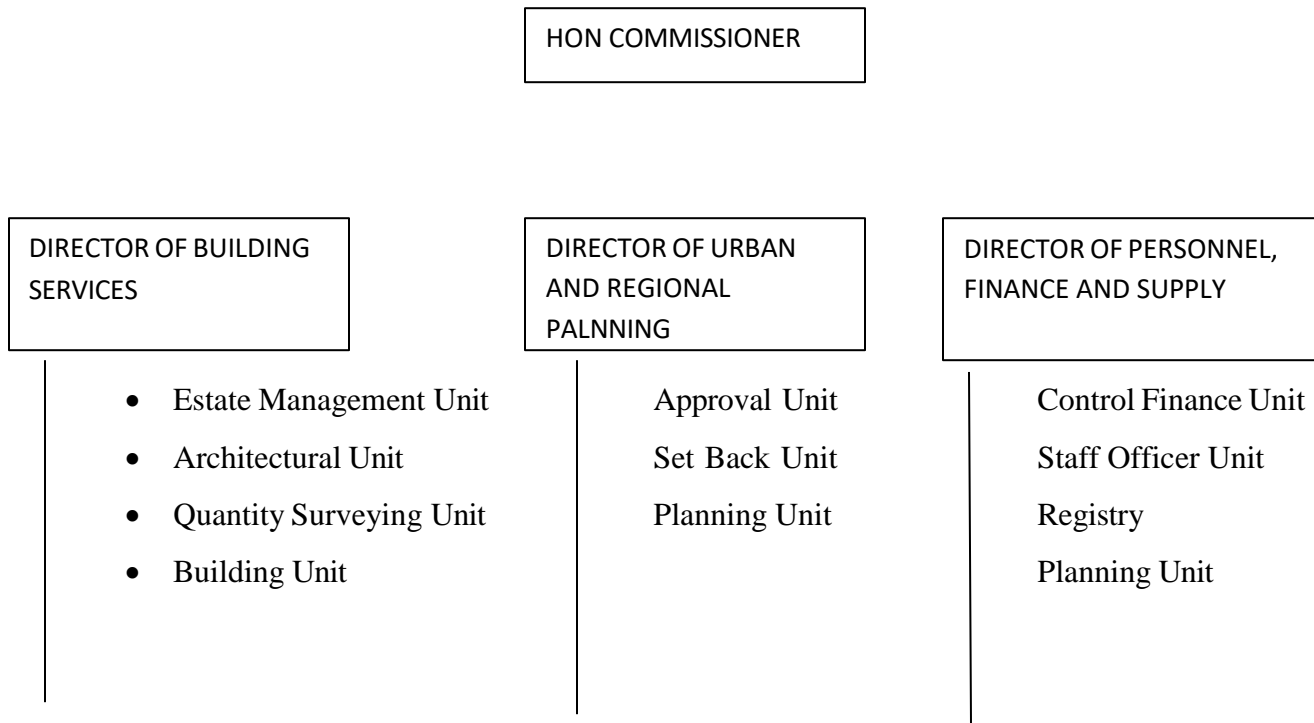 HON COMMISSIONER
DIRECTOR OF BUILDING
SERVICES
• Estate Management Unit
• Architectural Unit
• Quantity Surveying Unit
• Building Unit
DIRECTOR OF URBAN
AND REGIONAL
PALNNING
Approval Unit
Set Back Unit
Planning Unit
DIRECTOR OF PERSONNEL,
FINANCE AND SUPPLY
Control Finance Unit
Staff Officer Unit
Registry
Planning Unit